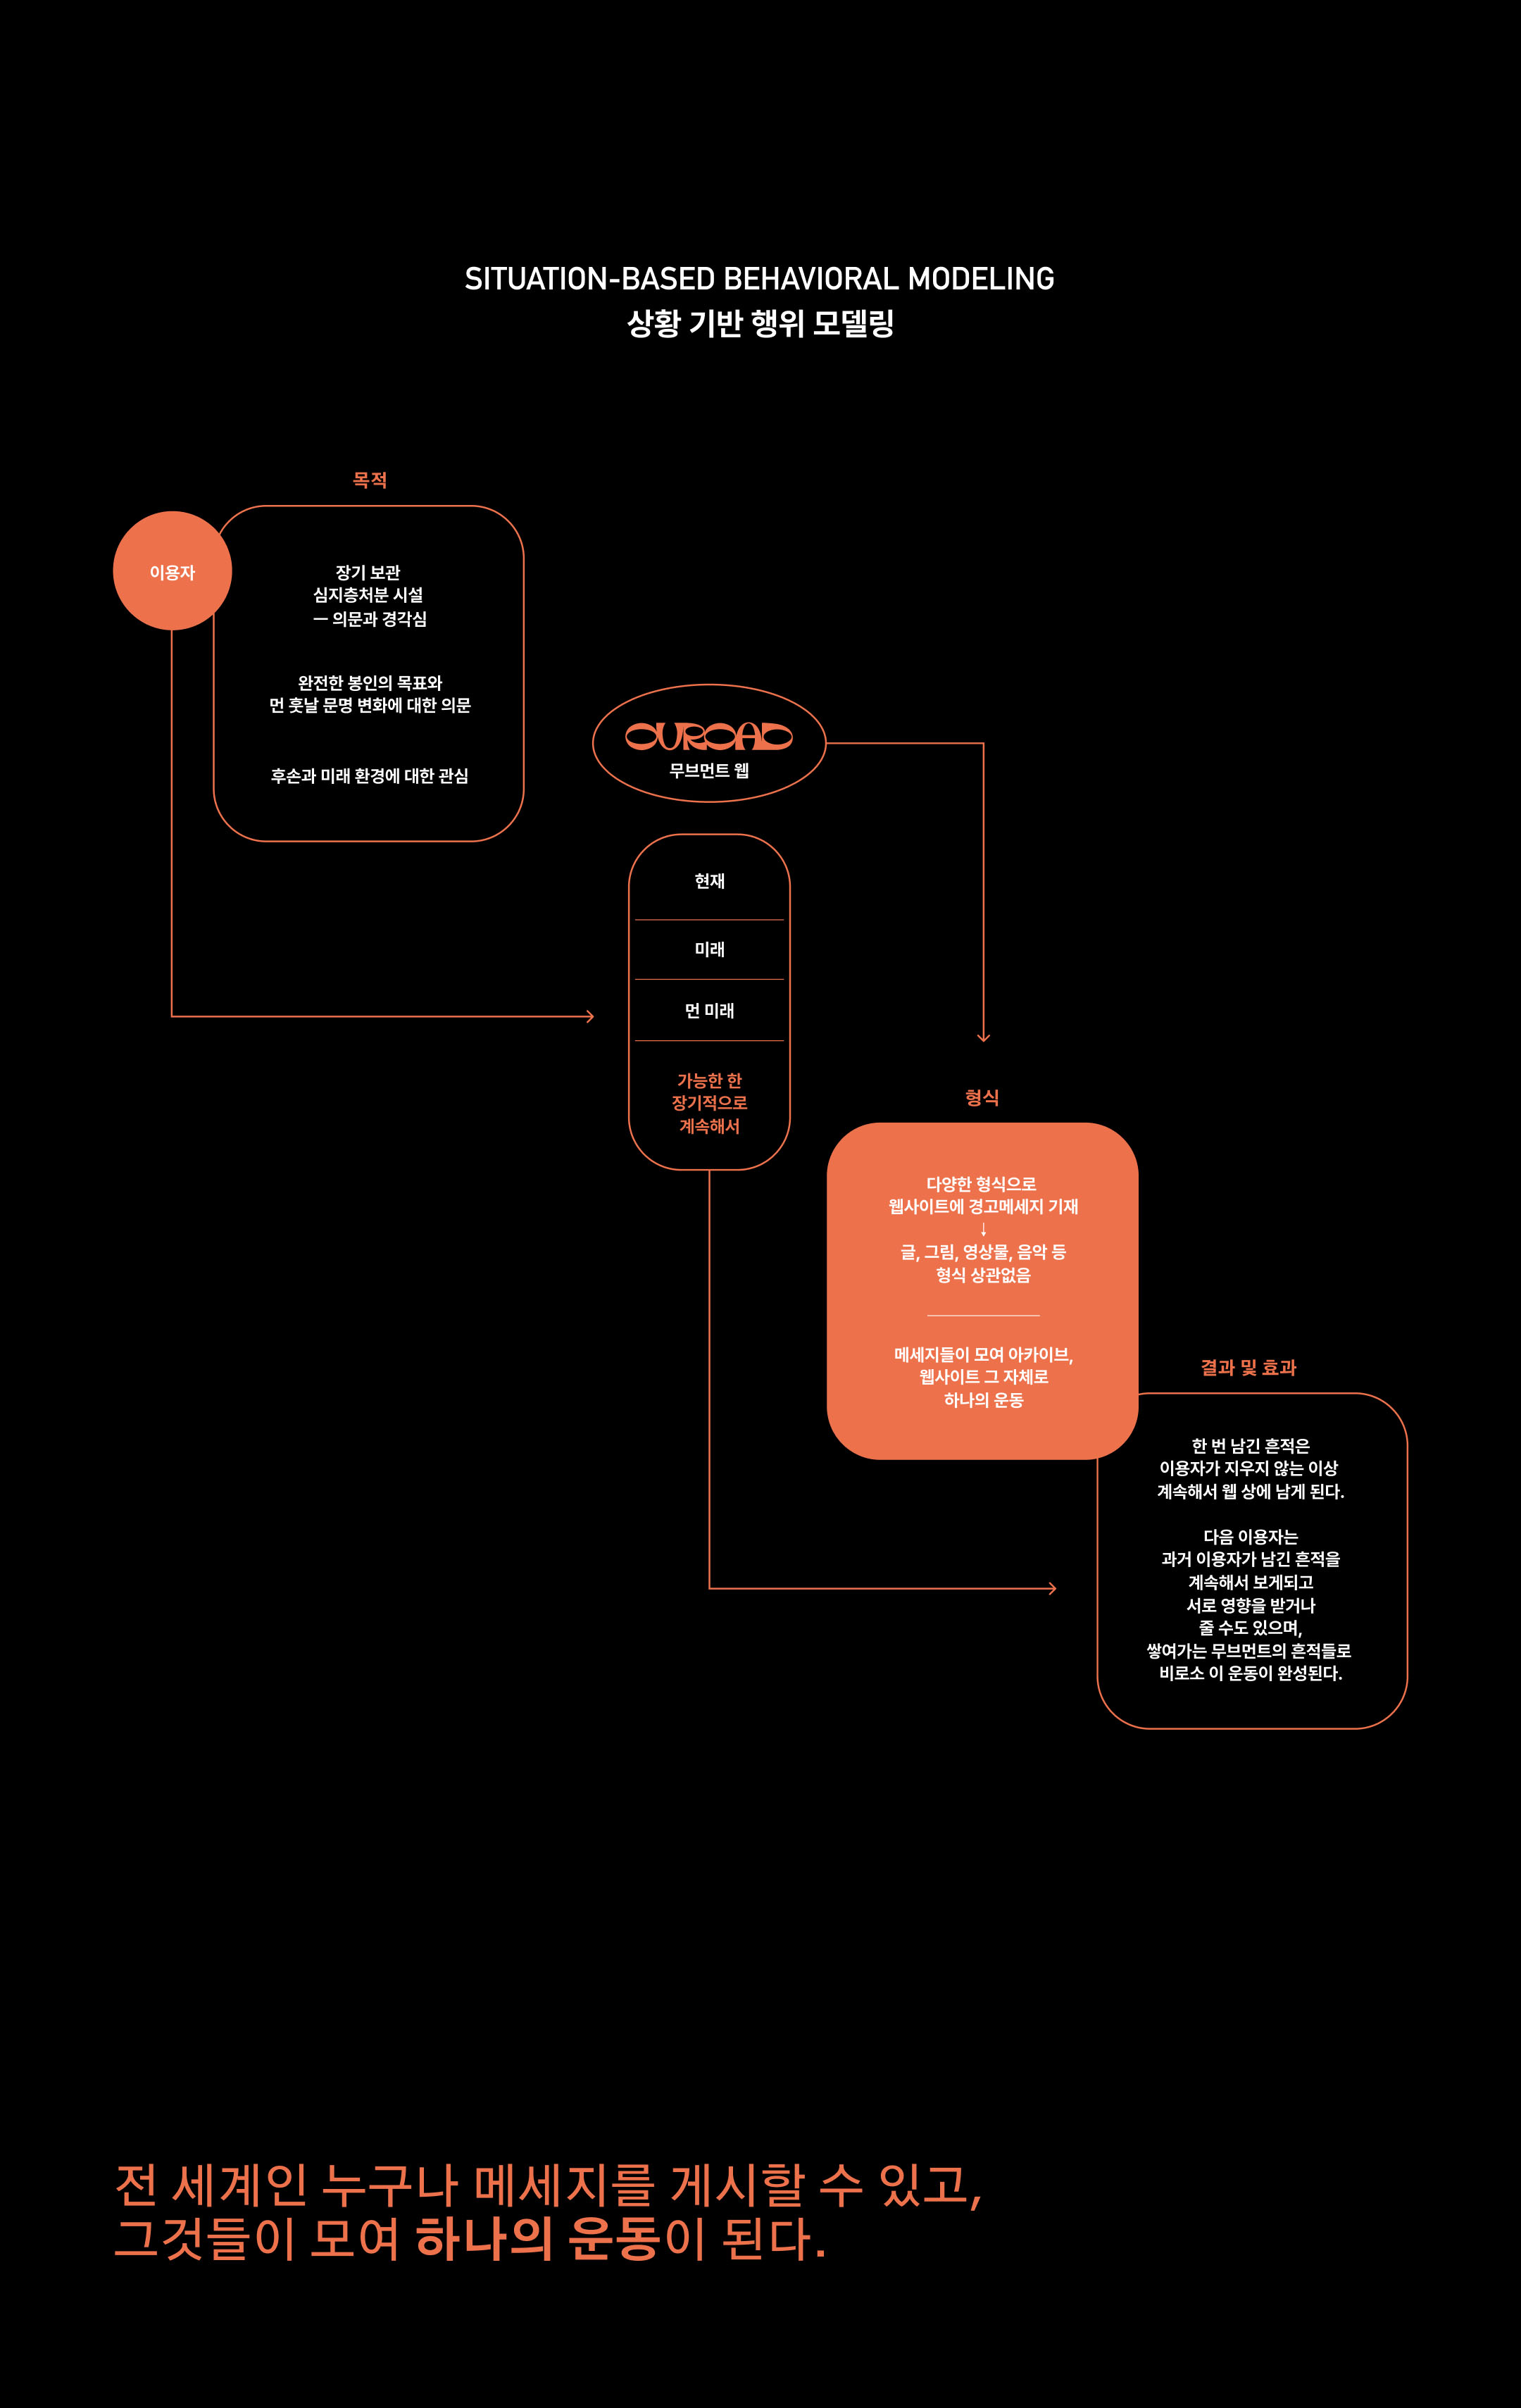 SITUATION-BASED BEHAVIORAL MODELING
상황 기반 행위 모델링
목적
이용자
장기 보관
심지층처분 시설
— 의문과 경각심
완전한 봉인의 목표와
먼 훗날 문명 변화에 대한 의문
후손과 미래 환경에 대한 관심
OUROAD
무브먼트 웹
현재
미래
먼 미래
가능한 한
장기적으로
계속해서
형식
다양한 형식으로
웹사이트에 경고메세지 기재
↓
글, 그림, 영상물, 음악 등
형식 상관없음
메세지들이 모여 아카이브,
웹사이트 그 자체로
하나의 운동
결과 및 효과
한 번 남긴 흔적은
이용자가 지우지 않는 이상
계속해서 웹 상에 남게 된다.
다음 이용자는
과거 이용자가 남긴 흔적을
계속해서 보게되고
서로 영향을 받거나
줄 수도 있으며,
쌓여가는 무브먼트의 흔적들로
비로소 이 운동이 완성된다.
전 세계인 누구나 메세지를 게시할 수 있고,
그것들이 모여 하나의 운동이 된다.